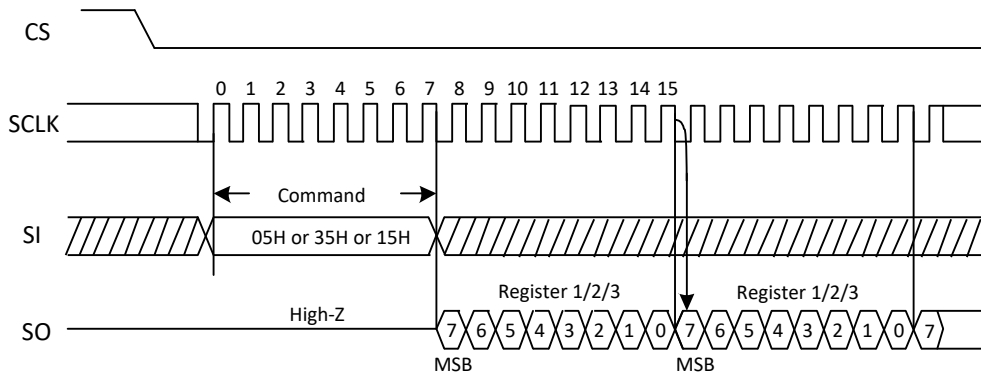 CS
0 1 2 3 4 5 6 7 8 9 10 11 12 13 14 15
SCLK
Command
SI
05H or 35H or 15H
Register 1/2/3 Register 1/2/3
High-Z
SO
7 6 5 4 3 2 1 0 7 6 5 4 3 2 1 0 7
MSB MSB